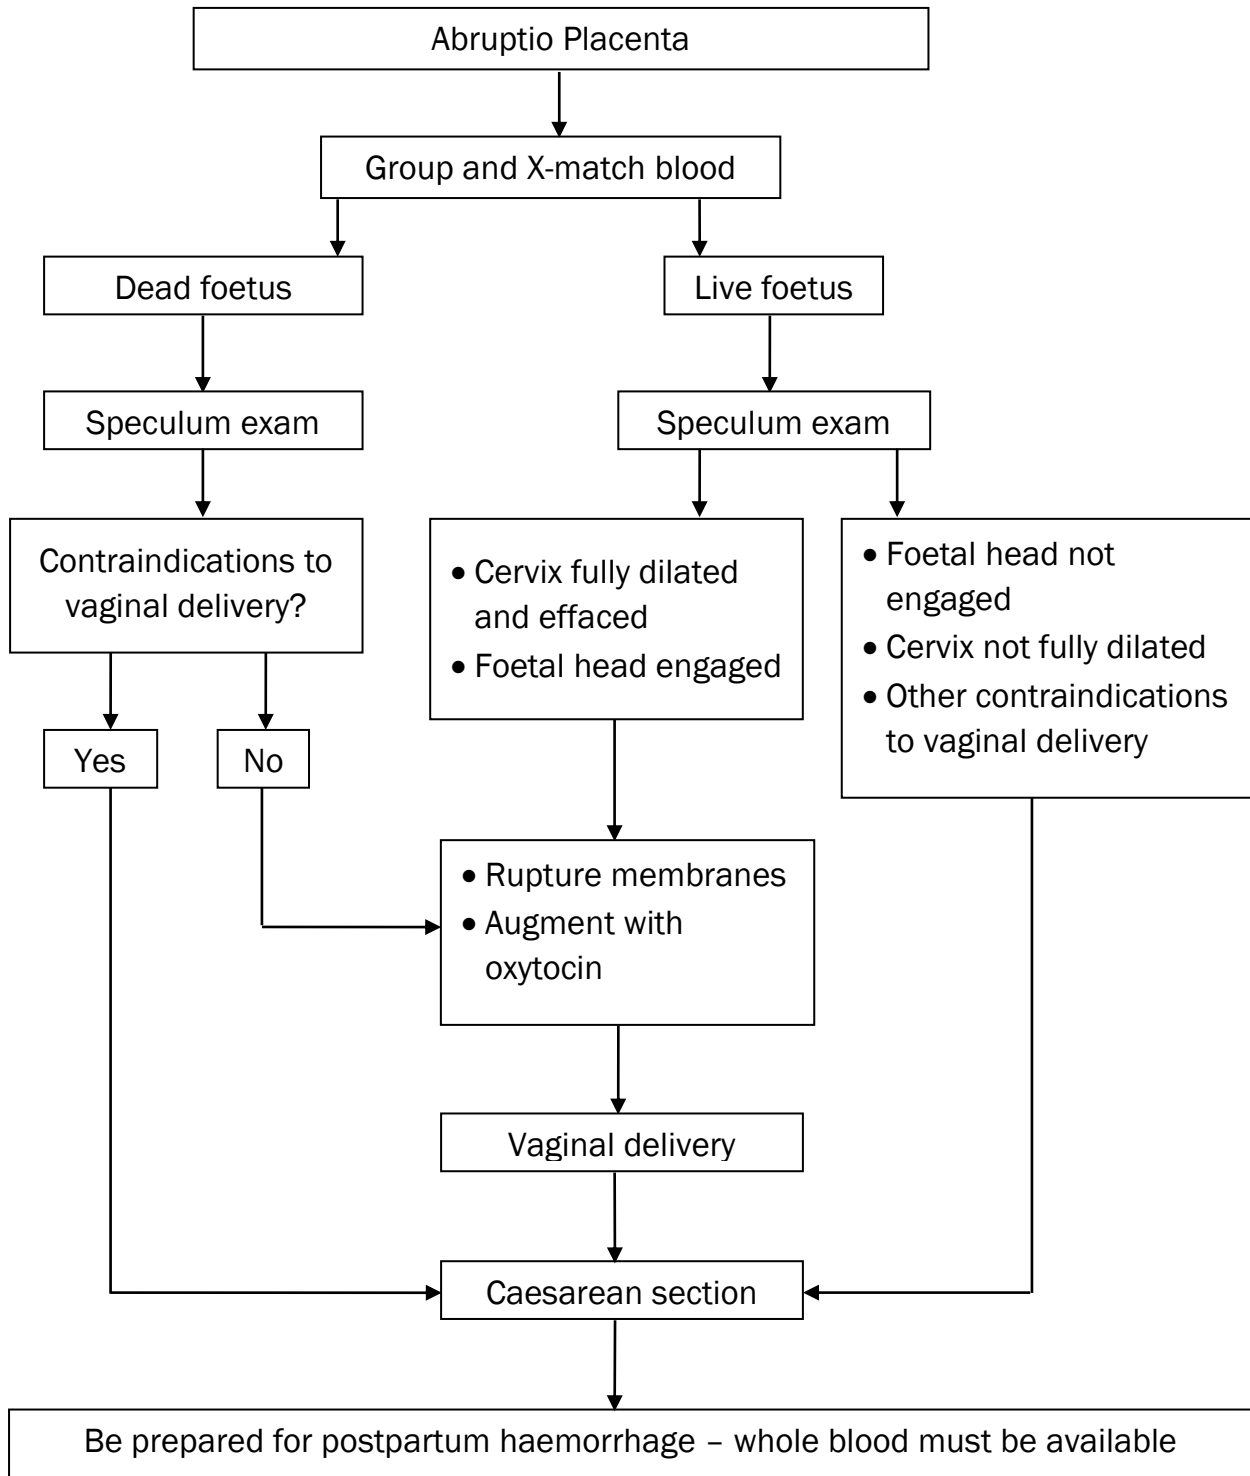 Abruptio Placenta
Group and X-match blood
Dead foetus
Live foetus
Speculum exam
Speculum exam
Contraindications to
vaginal delivery?
• Cervix fully dilated
and effaced
• Foetal head engaged
• Foetal head not
engaged
• Cervix not fully dilated
• Other contraindications
to vaginal delivery
Yes
No
• Rupture membranes
• Augment with
oxytocin
Vaginal delivery
Caesarean section
Be prepared for postpartum haemorrhage – whole blood must be available